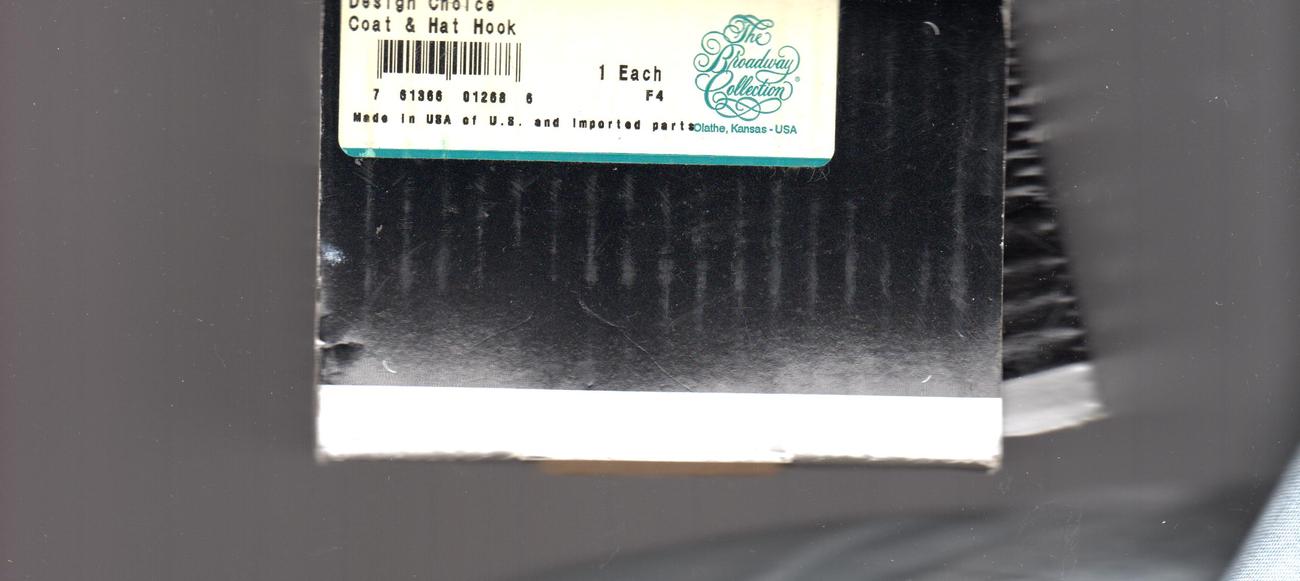 Design Choice
Coat & Hat Hook
1 Each
7 61366 01268 6
F4
Made in USA of U.S. and imported parts
The
Broadway
Collection®
Olathe, Kansas - USA